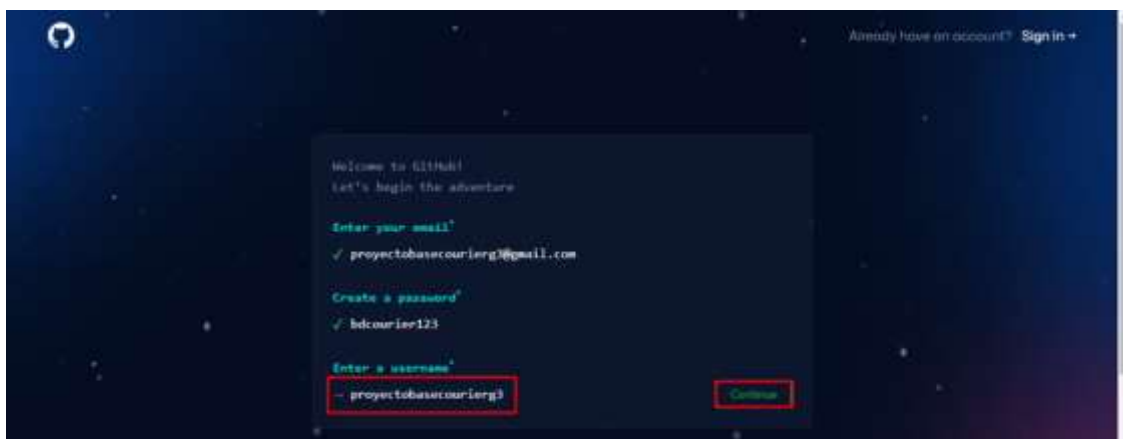 Already have an account? Sign in →
Welcome to GitHub!
Let's begin the adventure
Enter your email*
✓ proyectobasecourierg3@gmail.com
Create a password*
✓ bdcourier123
Enter a username*
→ proyectobasecourierg3
Continue